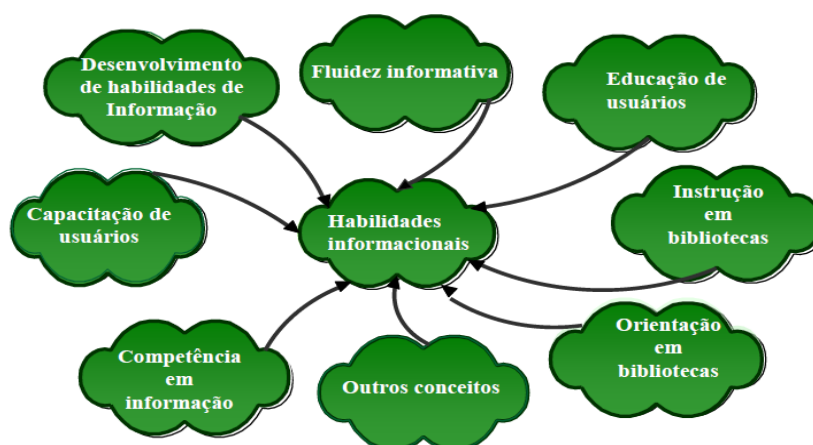 Desenvolvimento
de habilidades de
Informação
Fluidez informativa
Educação de
usuários
Capacitação de
usuários
Habilidades
informacionais
Instrução
em
bibliotecas
Competência
em
informação
Outros conceitos
Orientação
em
bibliotecas